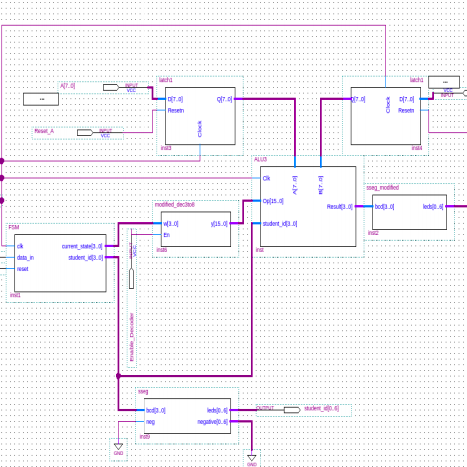 latch1
latch1
A[7..0]
INPUT
VCC
...
...
VCC
INPUT
D[7..0]
Q[7..0]
Q[7..0]
D[7..0]
Resetn
Resetn
Clock
Clock
Reset_A
INPUT
VCC
inst3
inst4
ALU3
Clk
A[7..0]
B[7..0]
Op[15..0]
Result[3..0]
student_id[3..0]
inst
sseg_modified
bcd[3..0]
leds[0..6]
inst2
modified_dec3to8
w[3..0]
y[15..0]
En
inst6
FSM
clk
current_state[3..0]
data_in
student_id[3..0]
reset
inst1
INPUT
VCC
Enable_Decoder
sseg
bcd[3..0]
leds[0..6]
neg
negative[0..6]
inst9
OUTPUT
student_id[0..6]
GND
GND